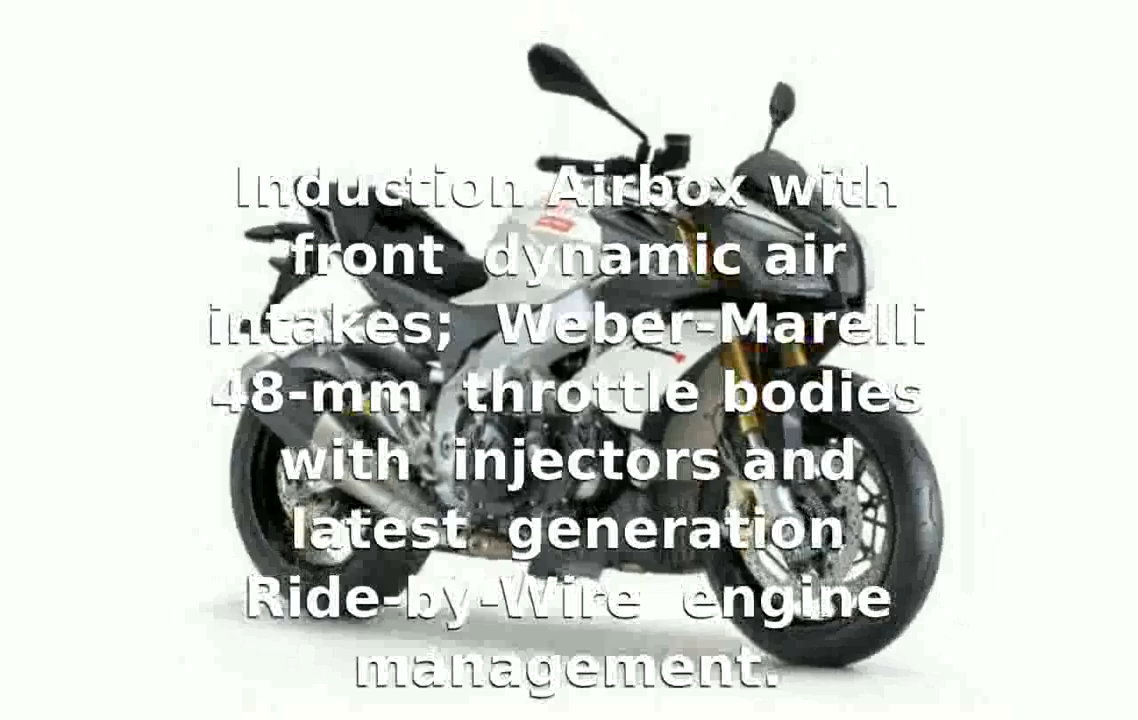 Induction Airbox with
front dynamic air
intakes; Weber-Marelli
48-mm throttle bodies
with injectors and
latest generation
Ride-by-Wire engine
management.